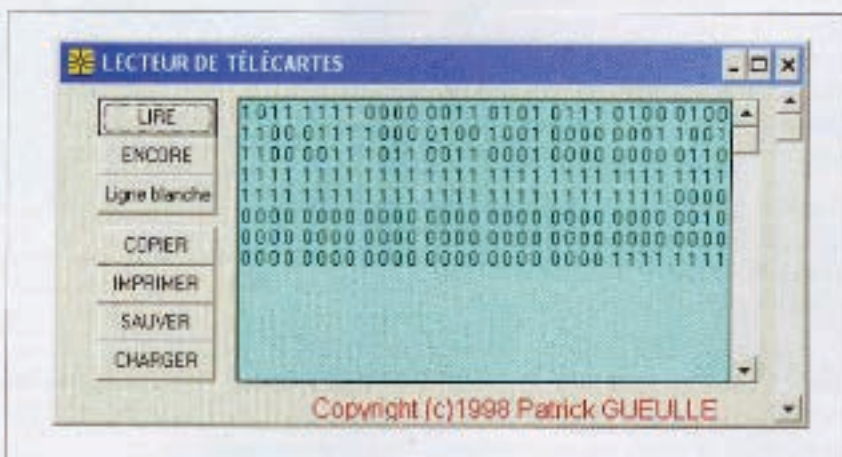 LECTEUR DE TÉLÉCARTES
LIRE
ENCORE
Ligne blanche
COPIER
IMPRIMER
SAUVER
CHARGER
1011 1111 0000 0011 0101 0111 0100 0100
1100 0111 1000 0100 1001 0000 0001 1001
1100 0011 1011 0011 0001 0000 0000 0110
1111 1111 1111 1111 1111 1111 1111 1111
1111 1111 1111 1111 1111 1111 1111 0000
0000 0000 0000 0000 0000 0000 0000 0010
0000 0000 0000 0000 0000 0000 0000 0000
0000 0000 0000 0000 0000 0000 1111 1111
Copyright (c)1998 Patrick GUEULLE